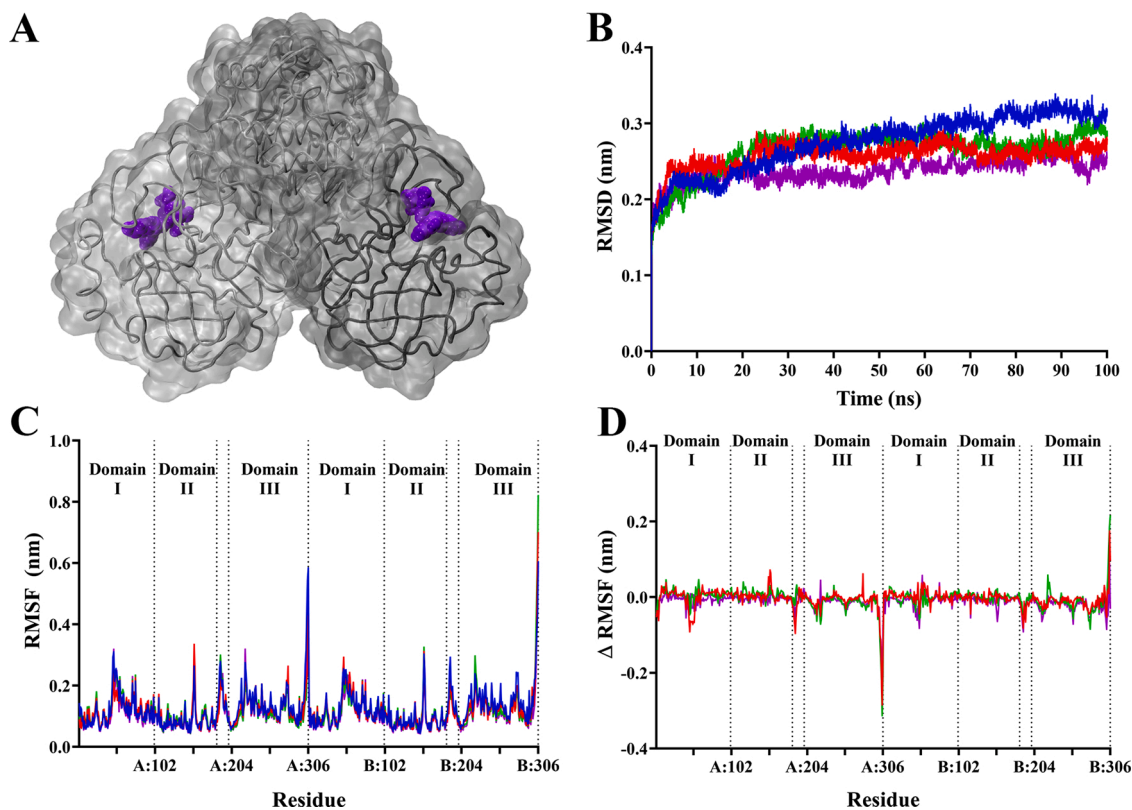 A
B
0.4
0.3
0.2
0.1
0.0
RMSD (nm)
0 10 20 30 40 50 60 70 80 90 100
Time (ns)
C
1.0
0.8
0.6
0.4
0.2
0.0
RMSF (nm)
Domain I
Domain II
Domain III
Domain I
Domain II
Domain III
A:102 A:204 A:306 B:102 B:204 B:306
Residue
D
0.4
0.2
0.0
-0.2
-0.4
Δ RMSF (nm)
Domain I
Domain II
Domain III
Domain I
Domain II
Domain III
A:102 A:204 A:306 B:102 B:204 B:306
Residue